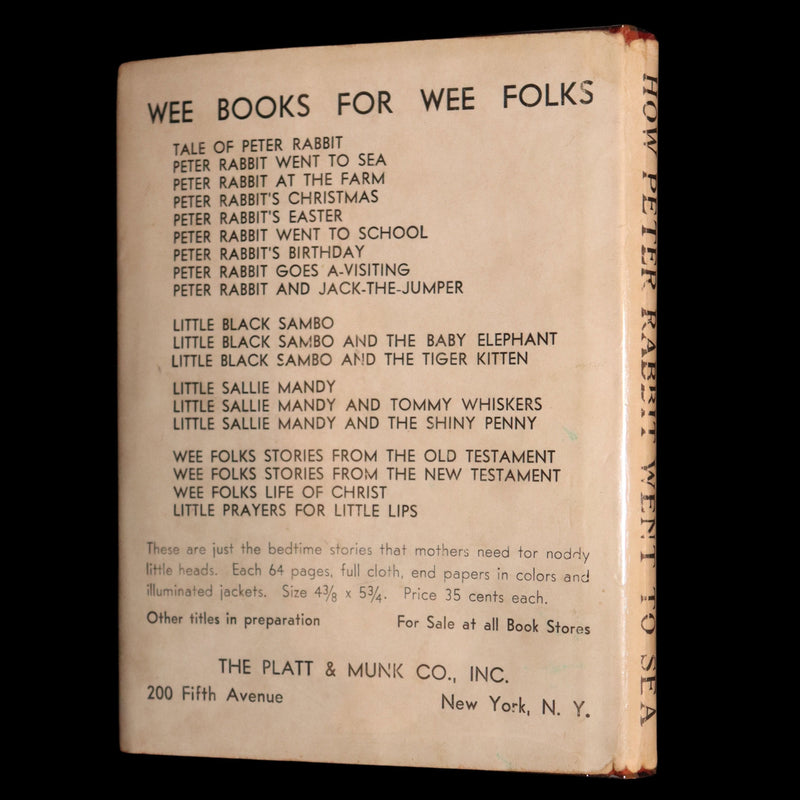 WEE BOOKS FOR WEE FOLKS
TALE OF PETER RABBIT
PETER RABBIT WENT TO SEA
PETER RABBIT AT THE FARM
PETER RABBIT'S CHRISTMAS
PETER RABBIT'S EASTER
PETER RABBIT WENT TO SCHOOL
PETER RABBIT'S BIRTHDAY
PETER RABBIT GOES A-VISITING
PETER RABBIT AND JACK-THE-JUMPER
LITTLE BLACK SAMBO
LITTLE BLACK SAMBO AND THE BABY ELEPHANT
LITTLE BLACK SAMBO AND THE TIGER KITTEN
LITTLE SALLIE MANDY
LITTLE SALLIE MANDY AND TOMMY WHISKERS
LITTLE SALLIE MANDY AND THE SHINY PENNY
WEE FOLKS STORIES FROM THE OLD TESTAMENT
WEE FOLKS STORIES FROM THE NEW TESTAMENT
WEE FOLKS LIFE OF CHRIST
LITTLE PRAYERS FOR LITTLE LIPS
These are just the bedtime stories that mothers need for noddy
little heads. Each 64 pages, full cloth, end papers in colors and
illuminated jackets. Size 4⅜ x 5¾. Price 35 cents each.
Other titles in preparation For Sale at all Book Stores
THE PLATT & MUNK CO., INC.
200 Fifth Avenue New York, N. Y.
HOW PETER RABBIT WENT TO SEA